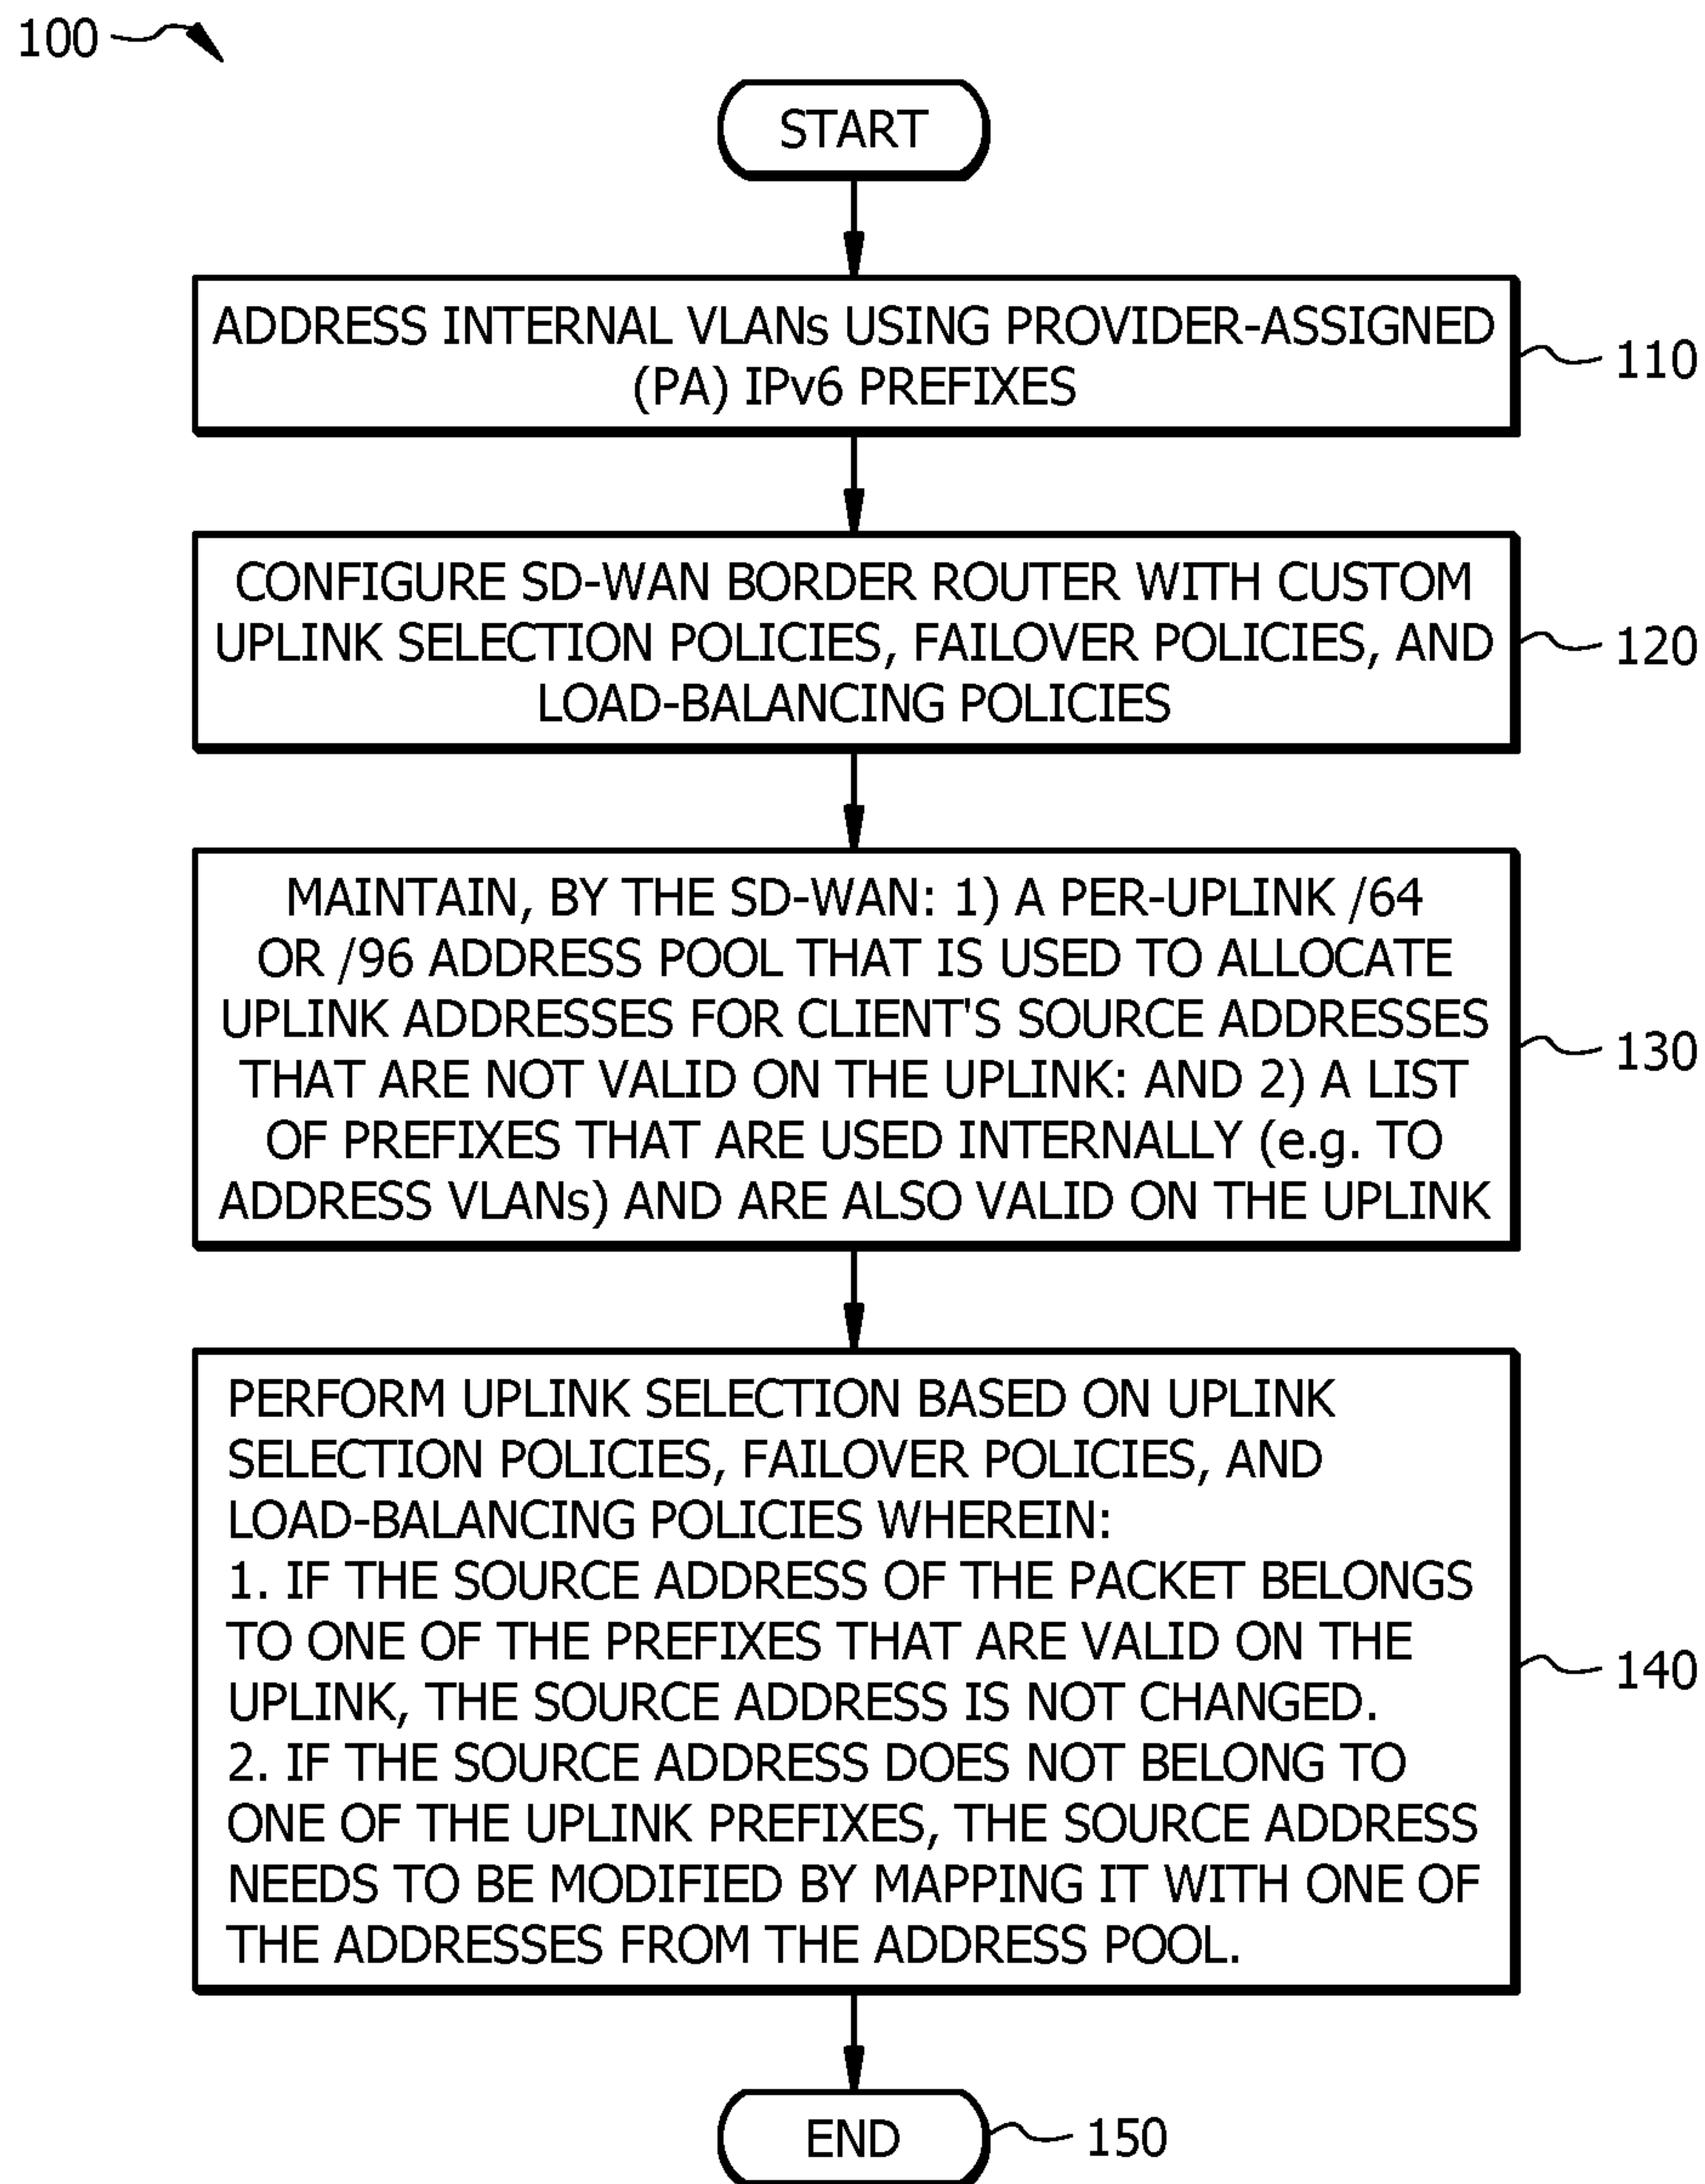 100
START
ADDRESS INTERNAL VLANs USING PROVIDER-ASSIGNED
(PA) IPv6 PREFIXES
110
CONFIGURE SD-WAN BORDER ROUTER WITH CUSTOM
UPLINK SELECTION POLICIES, FAILOVER POLICIES, AND
LOAD-BALANCING POLICIES
120
MAINTAIN, BY THE SD-WAN: 1) A PER-UPLINK /64
OR /96 ADDRESS POOL THAT IS USED TO ALLOCATE
UPLINK ADDRESSES FOR CLIENT'S SOURCE ADDRESSES
THAT ARE NOT VALID ON THE UPLINK: AND 2) A LIST
OF PREFIXES THAT ARE USED INTERNALLY (e.g. TO
ADDRESS VLANs) AND ARE ALSO VALID ON THE UPLINK
130
PERFORM UPLINK SELECTION BASED ON UPLINK
SELECTION POLICIES, FAILOVER POLICIES, AND
LOAD-BALANCING POLICIES WHEREIN:
1. IF THE SOURCE ADDRESS OF THE PACKET BELONGS
TO ONE OF THE PREFIXES THAT ARE VALID ON THE
UPLINK, THE SOURCE ADDRESS IS NOT CHANGED.
2. IF THE SOURCE ADDRESS DOES NOT BELONG TO
ONE OF THE UPLINK PREFIXES, THE SOURCE ADDRESS
NEEDS TO BE MODIFIED BY MAPPING IT WITH ONE OF
THE ADDRESSES FROM THE ADDRESS POOL.
140
END
150